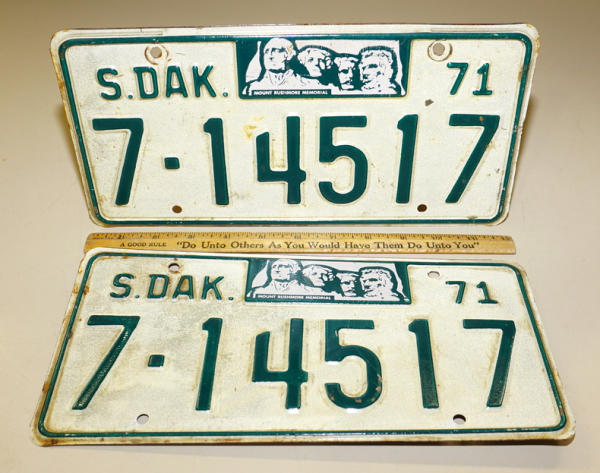 S.DAK. 71
MOUNT RUSHMORE MEMORIAL
7·14517
A GOOD RULE "Do Unto Others As You Would Have Them Do Unto You"
S.DAK. 71
MOUNT RUSHMORE MEMORIAL
7·14517